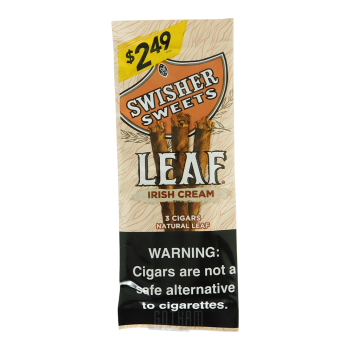 $2.49
SWISHER
SWEETS
LEAF
IRISH CREAM
3 CIGARS
NATURAL LEAF
WARNING:
Cigars are not a
safe alternative
to cigarettes.